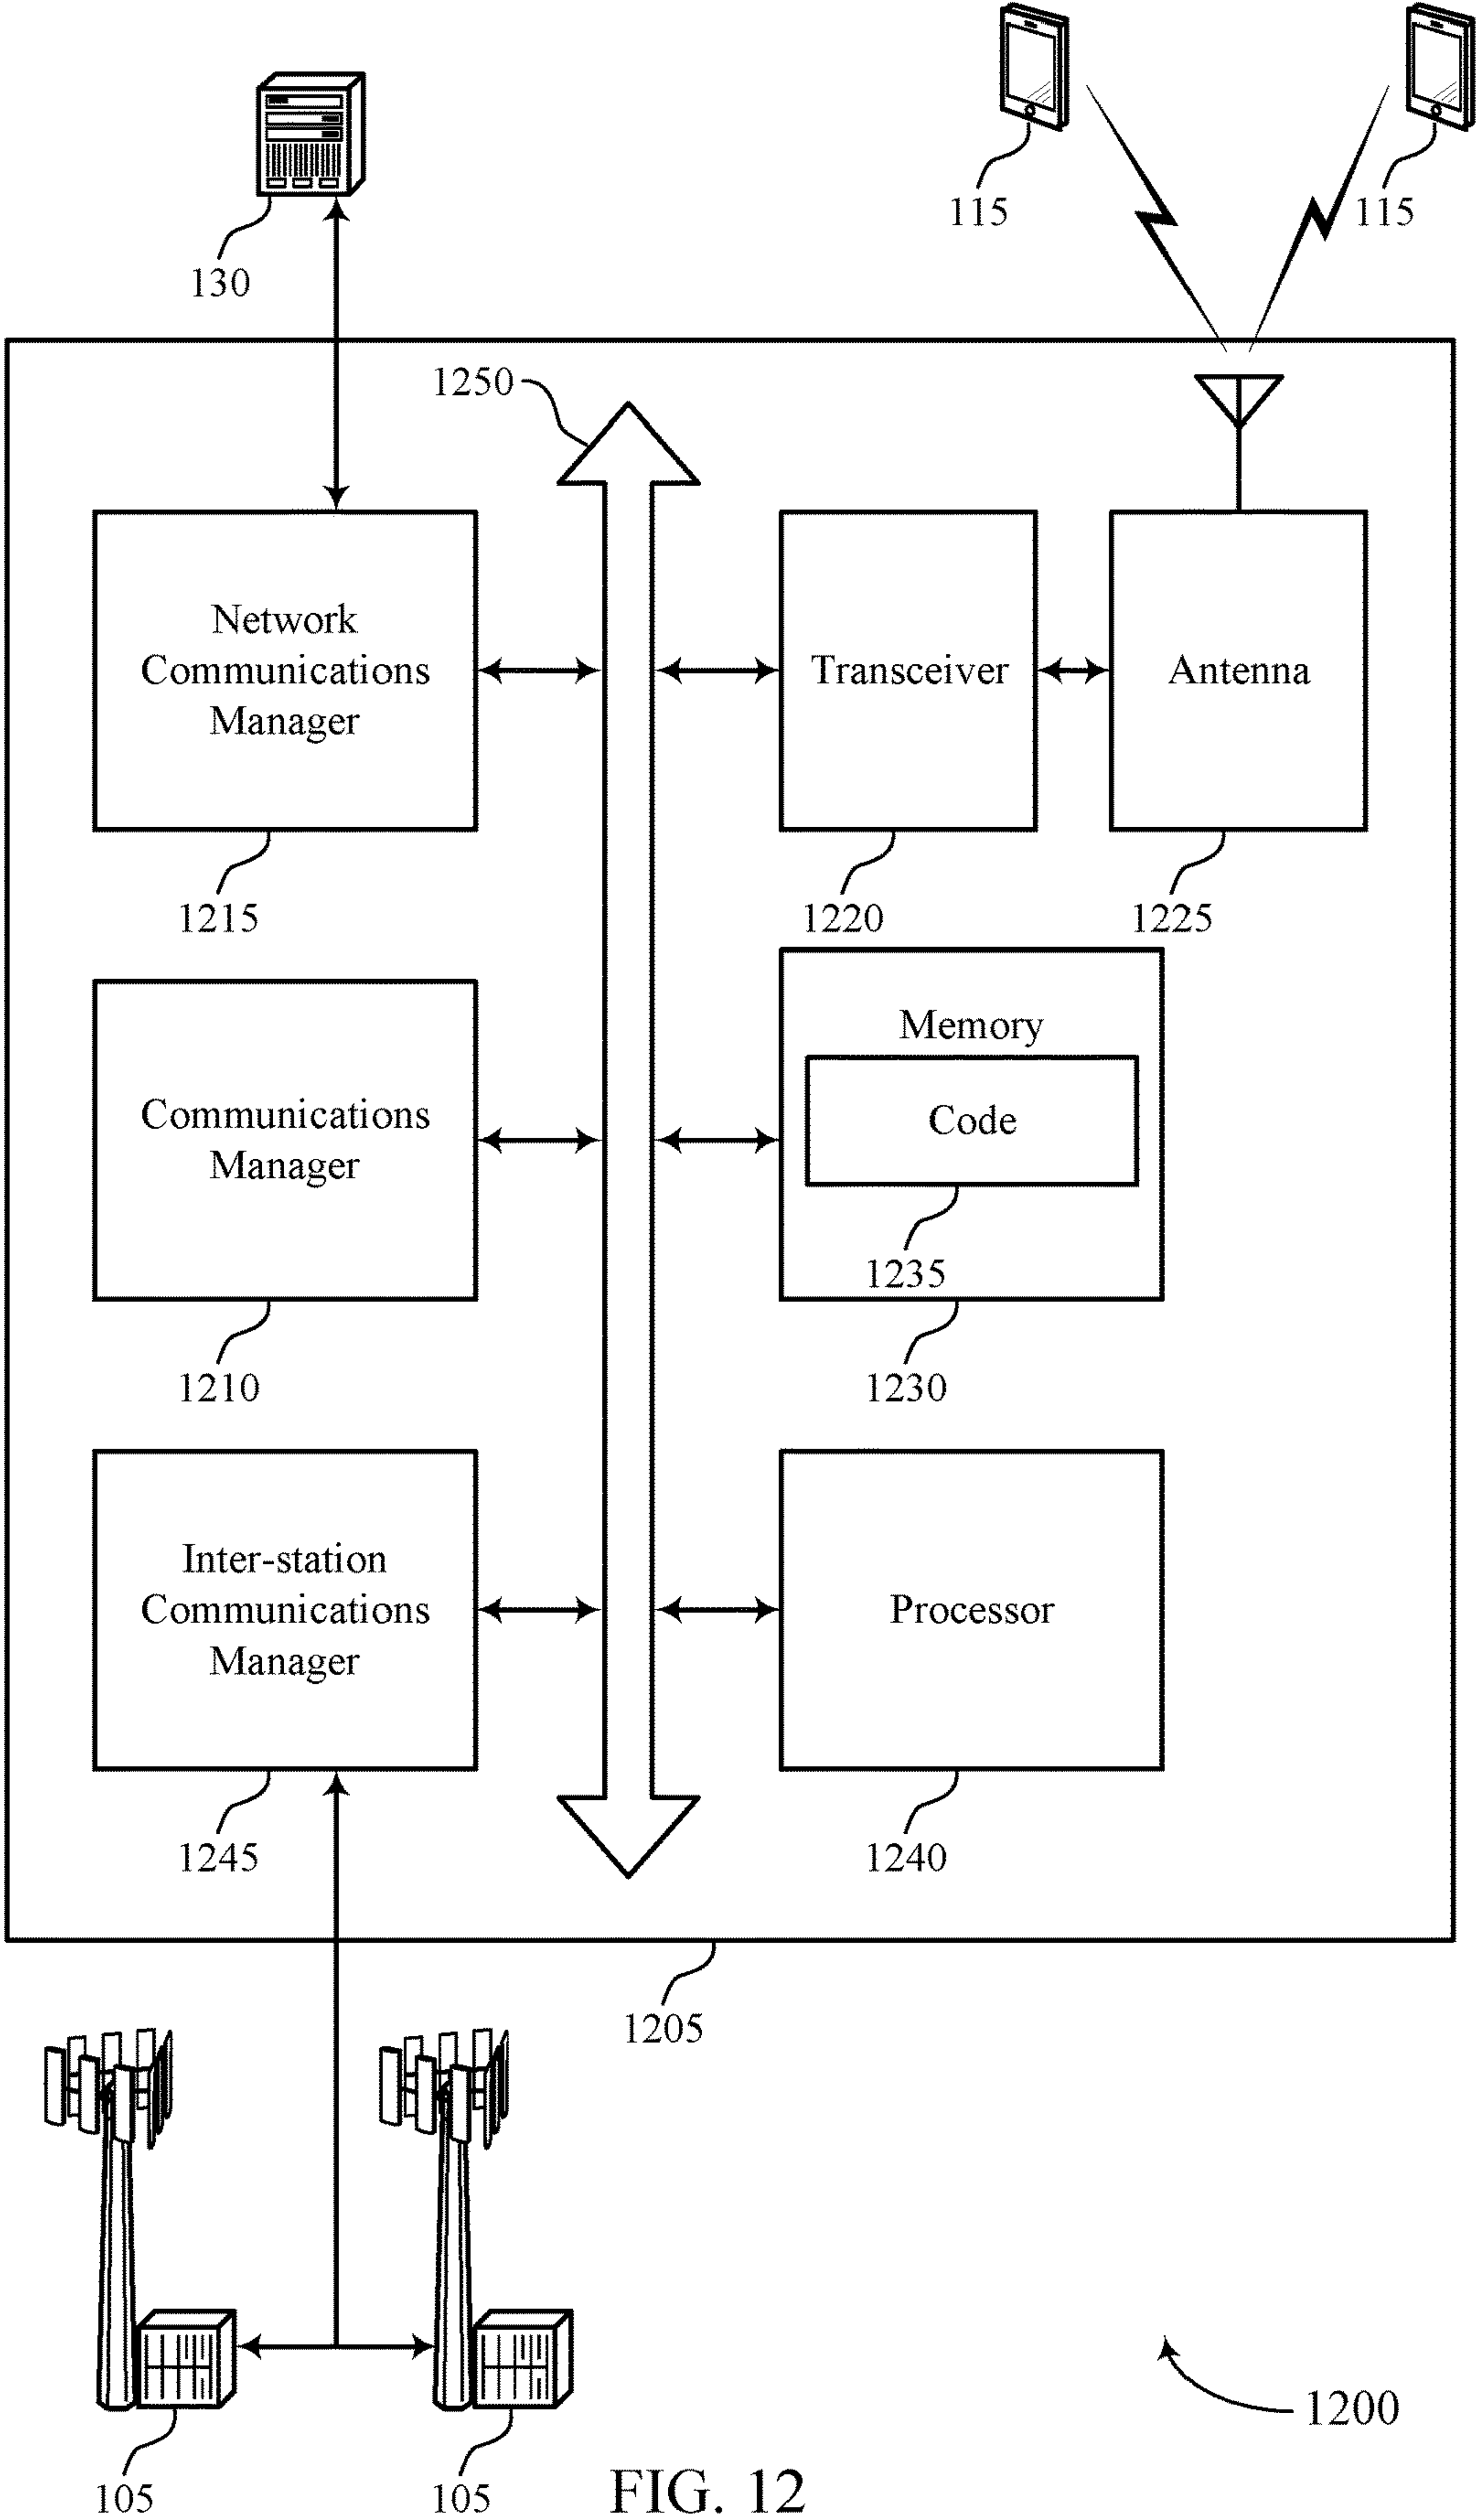 115
115
130
1250
Network
Communications
Manager
Transceiver
Antenna
1215
1220
1225
Memory
Code
Communications
Manager
1235
1210
1230
Inter-station
Communications
Manager
Processor
1245
1240
1205
1200
105
105
FIG. 12